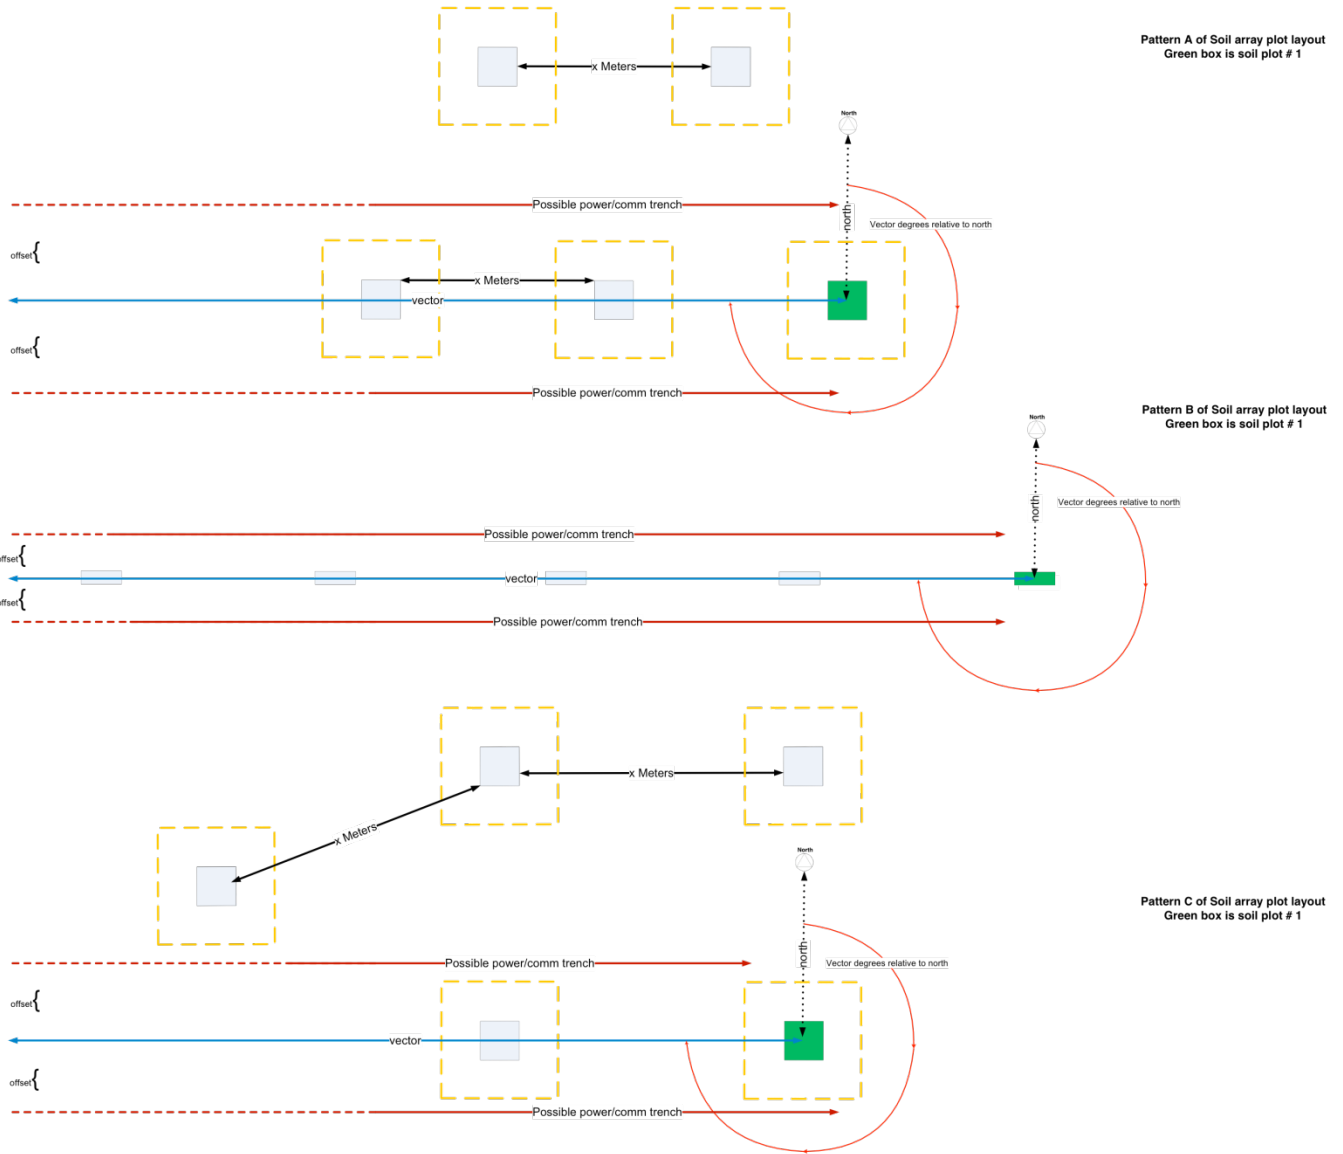 Pattern A of Soil array plot layout
Green box is soil plot # 1
x Meters
North
Possible power/comm trench
north
Vector degrees relative to north
offset{
x Meters
vector
offset{
Possible power/comm trench
Pattern B of Soil array plot layout
Green box is soil plot # 1
North
Vector degrees relative to north
north
Possible power/comm trench
offset{
vector
offset{
Possible power/comm trench
x Meters
x Meters
North
Pattern C of Soil array plot layout
Green box is soil plot # 1
north
Possible power/comm trench
Vector degrees relative to north
offset{
vector
offset{
Possible power/comm trench